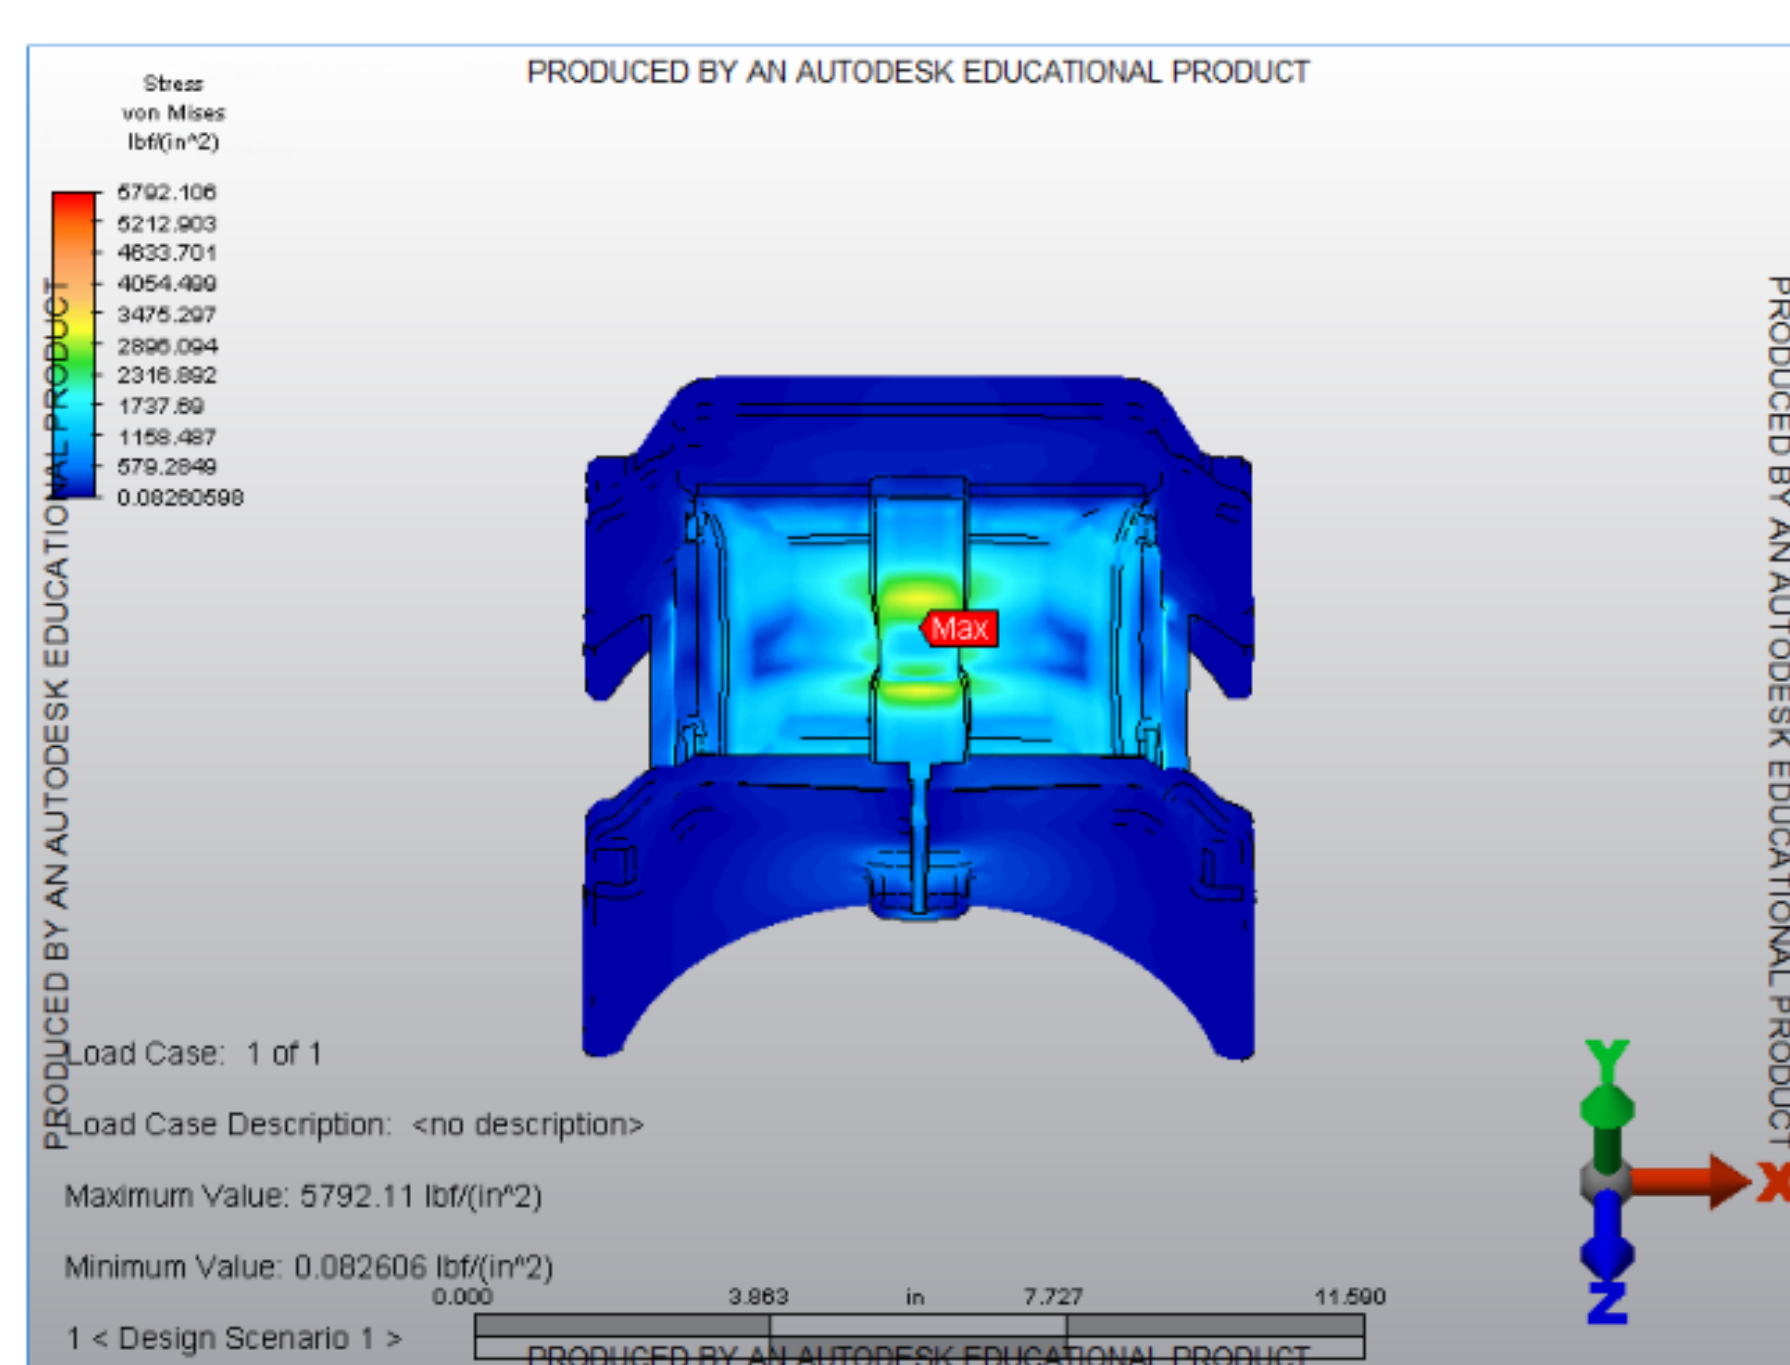 PRODUCED BY AN AUTODESK EDUCATIONAL PRODUCT
Stress
von Mises
lbf/(in^2)
5792.106
5212.903
4633.701
4054.499
3475.297
2896.094
2316.892
1737.69
1158.487
579.2849
0.08260598
PRODUCED BY AN AUTODESK EDUCATIONAL PRODUCT
PRODUCED BY AN AUTODESK EDUCATIONAL PRODUCT
Max
Load Case: 1 of 1
Load Case Description: <no description>
Maximum Value: 5792.11 lbf/(in^2)
Minimum Value: 0.082606 lbf/(in^2)
0.000 3.863 in 7.727 11.590
1 < Design Scenario 1 >
PRODUCED BY AN AUTODESK EDUCATIONAL PRODUCT
Y
X
Z